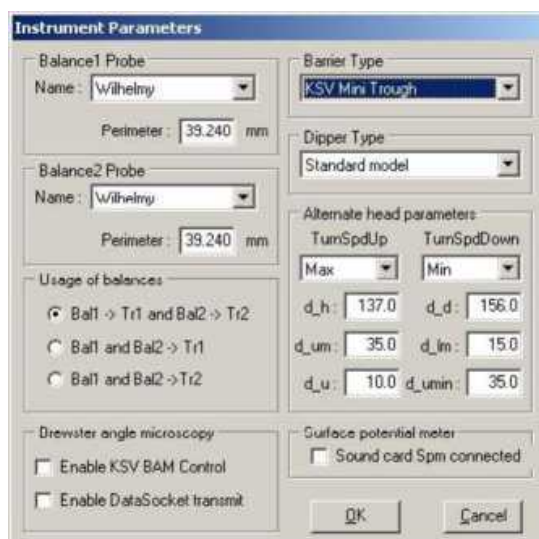 Instrument Parameters
Balance1 Probe
Name : Wilhelmy
Perimeter : 39.240 mm
Balance2 Probe
Name : Wilhelmy
Perimeter : 39.240 mm
Usage of balances
Bal1 -> Tr1 and Bal2 -> Tr2
Bal1 and Bal2 -> Tr1
Bal1 and Bal2 ->Tr2
Brewster angle microscopy
Enable KSV BAM Control
Enable DataSocket transmit
Barrier Type
KSV Mini Trough
Dipper Type
Standard model
Alternate head parameters
TurnSpdUp TurnSpdDown
Max Min
d_h : 137.0 d_d : 156.0
d_um : 35.0 d_lm : 15.0
d_u : 10.0 d_umin : 35.0
Surface potential meter
Sound card Spm connected
OK Cancel